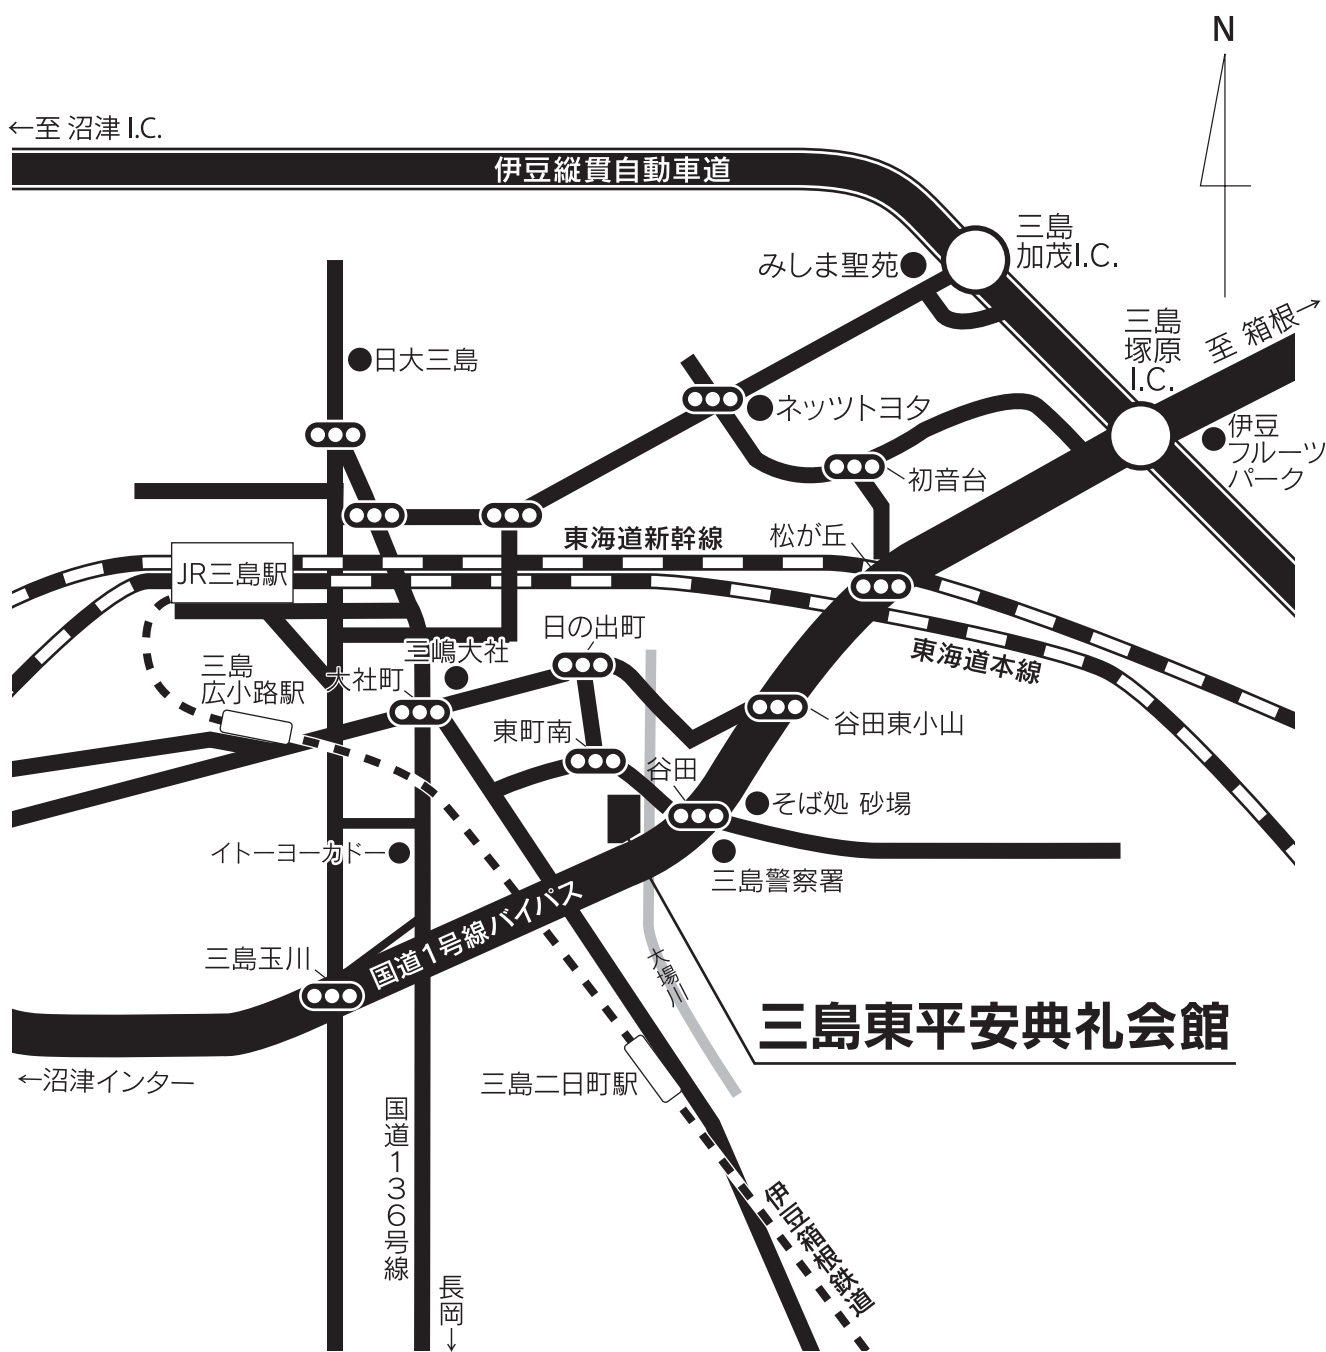 N
←至 沼津 I.C.
伊豆縦貫自動車道
三島
加茂I.C.
みしま聖苑
三島
塚原
I.C.
至 箱根→
日大三島
ネッツトヨタ
伊豆
フルーツ
パーク
初音台
東海道新幹線
松が丘
JR三島駅
日の出町
三嶋大社
東海道本線
三島
広小路駅
大社町
谷田東小山
東町南
谷田
そば処 砂場
イトーヨーカドー
三島警察署
国道1号線バイパス
三島玉川
大場川
三島東平安典礼会館
←沼津インター
三島二日町駅
国道136号線
伊豆箱根鉄道
長岡→